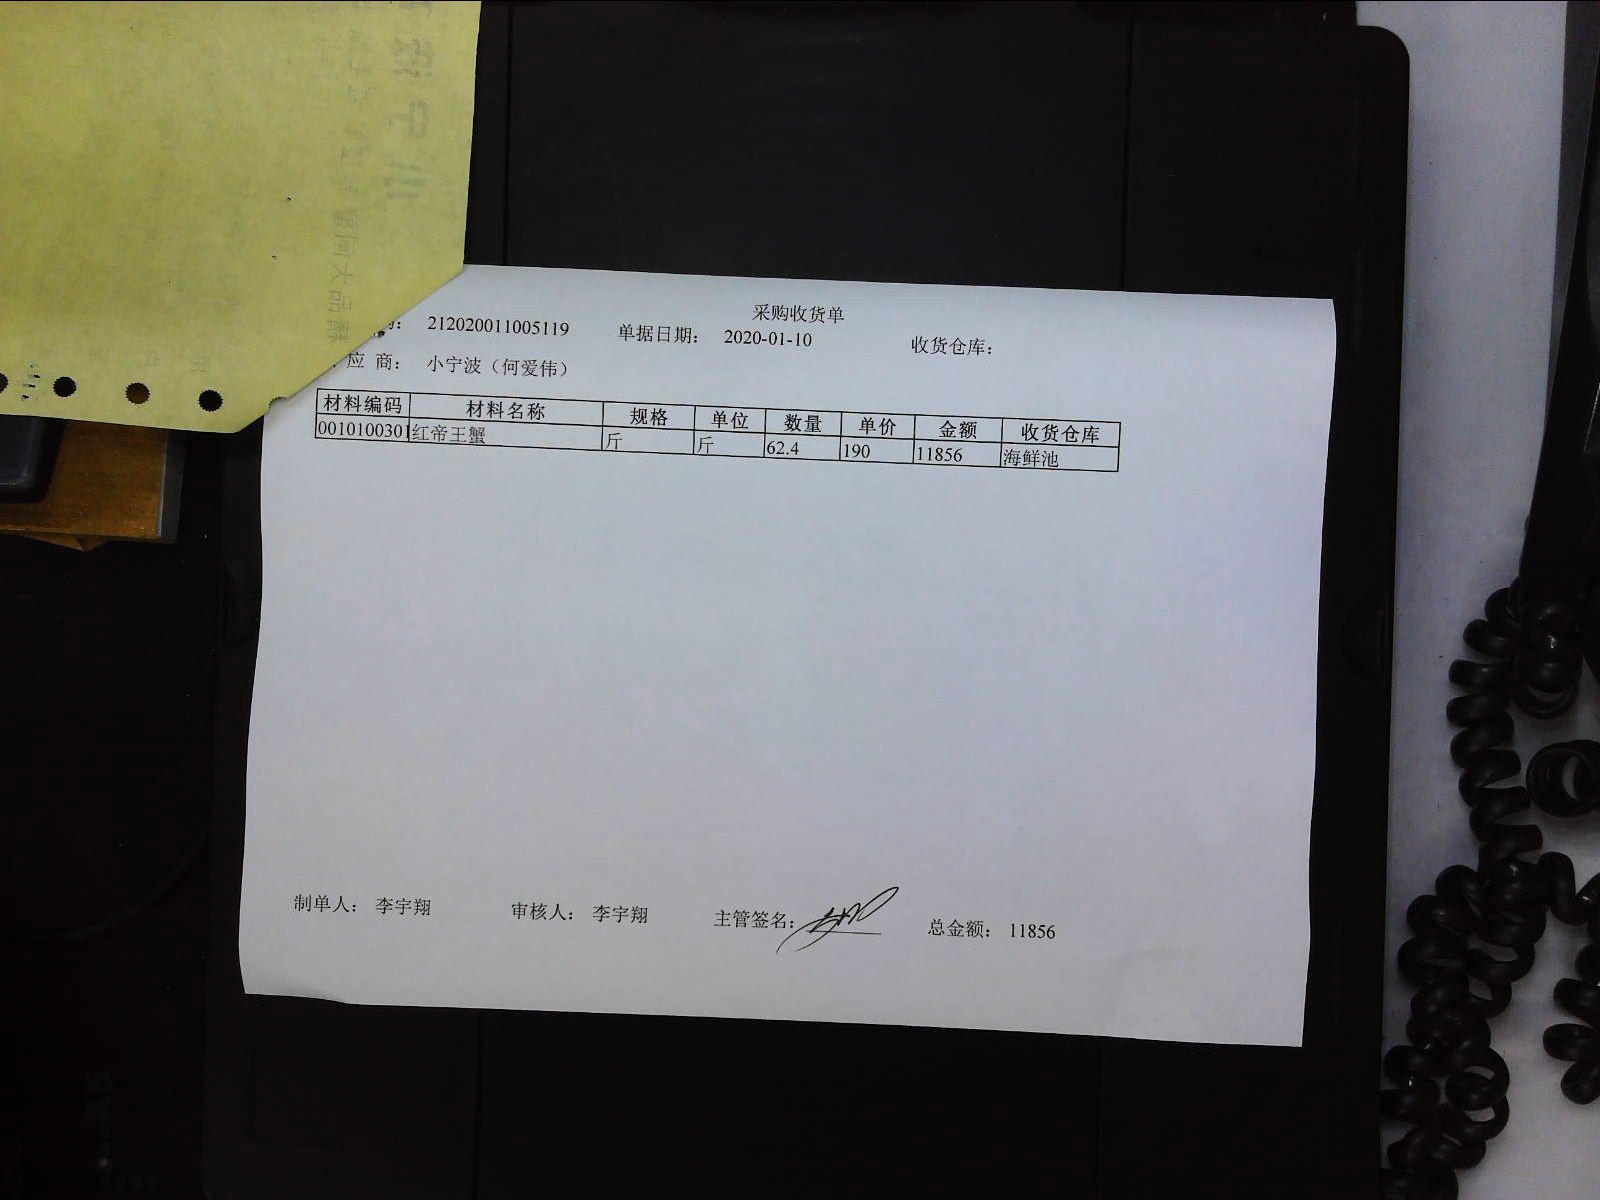 采购收货单
212020011005119 单据日期： 2020-01-10 收货仓库：
应 商： 小宁波（何爱伟）
材料编码 材料名称 规格 单位 数量 单价 金额 收货仓库
0010100301 红帝王蟹 斤 斤 62.4 190 11856 海鲜池
制单人： 李宇翔 审核人： 李宇翔 主管签名： 总金额： 11856